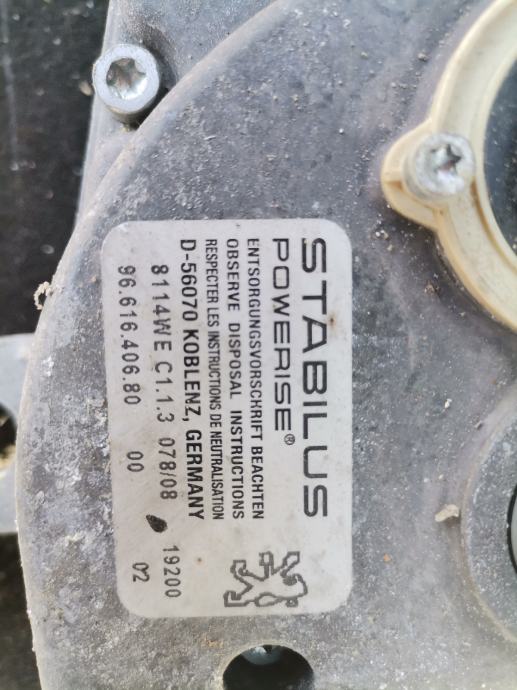 STABILUS
POWERISE®
ENTSORGUNGSVORSCHRIFT BEACHTEN
OBSERVE DISPOSAL INSTRUCTIONS
RESPECTER LES INSTRUCTIONS DE NEUTRALISATION
D-56070 KOBLENZ, GERMANY
8114WE C1.1.3 078/08 19200
96.616.406.80 00 02